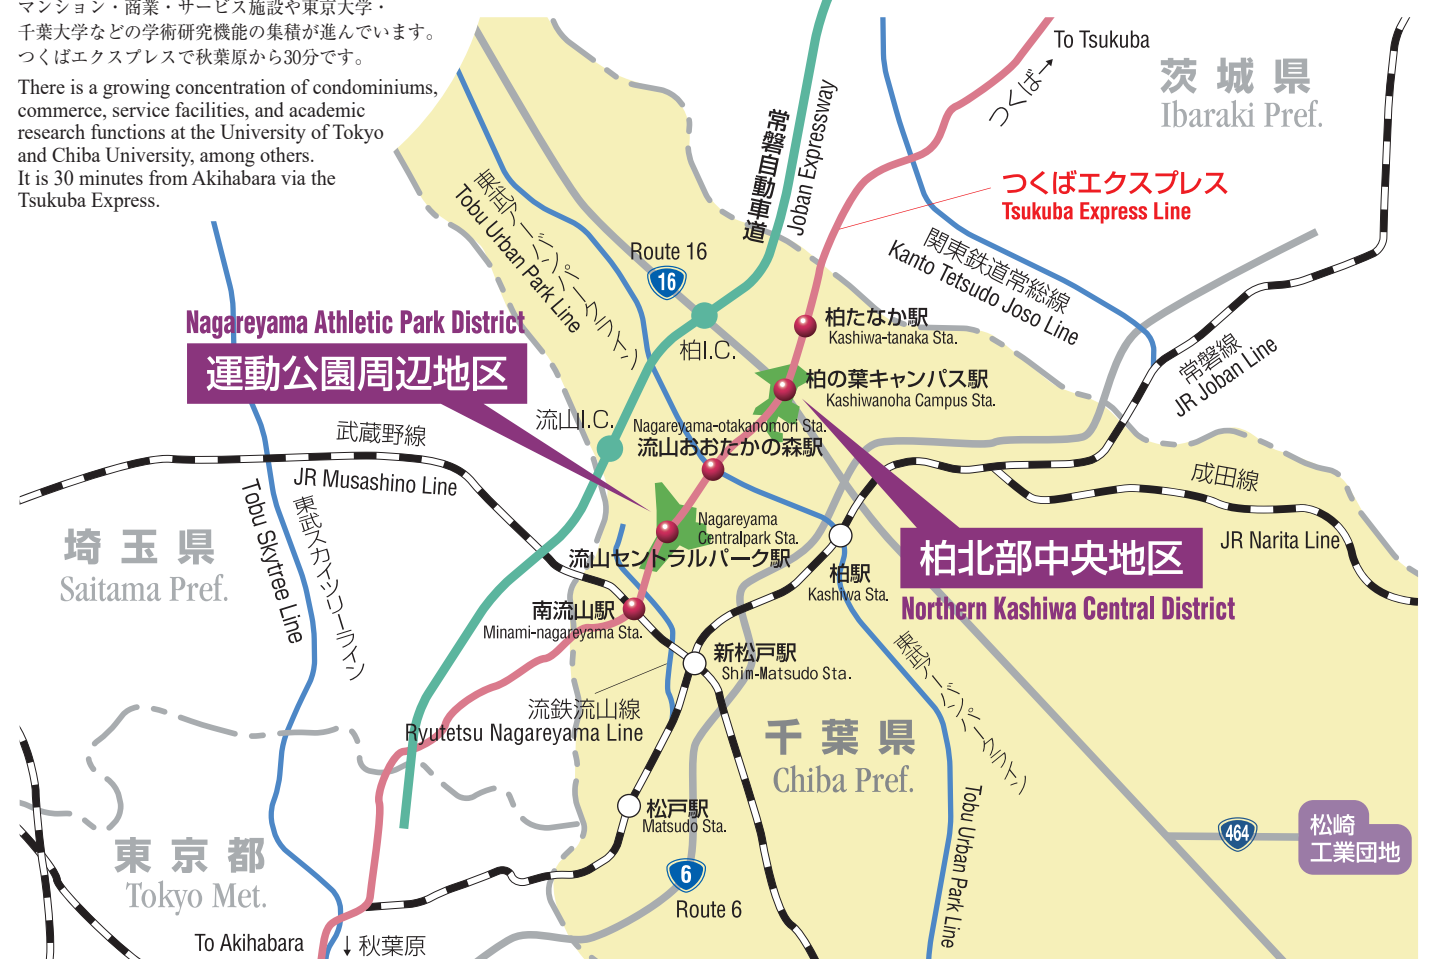 マンション・商業・サービス施設や東京大学・
千葉大学などの学術研究機能の集積が進んでいます。
つくばエクスプレスで秋葉原から30分です。
There is a growing concentration of condominiums,
commerce, service facilities, and academic
research functions at the University of Tokyo
and Chiba University, among others.
It is 30 minutes from Akihabara via the
Tsukuba Express.
To Tsukuba
つくば
茨城県
Ibaraki Pref.
常磐自動車道
Joban Expressway
東武アーバンパークライン
Tobu Urban Park Line
つくばエクスプレス
Tsukuba Express Line
関東鉄道常総線
Kanto Tetsudo Joso Line
Route 16
16
Nagareyama Athletic Park District
運動公園周辺地区
柏たなか駅
Kashiwa-tanaka Sta.
柏I.C.
常磐線
JR Joban Line
柏の葉キャンパス駅
Kashiwanoha Campus Sta.
流山I.C.
Nagareyama-otakanomori Sta.
流山おおたかの森駅
武蔵野線
JR Musashino Line
成田線
JR Narita Line
埼玉県
Saitama Pref.
Tobu Skytree Line
東武スカイツリーライン
Nagareyama
Centralpark Sta.
流山セントラルパーク駅
柏駅
Kashiwa Sta.
柏北部中央地区
Northern Kashiwa Central District
南流山駅
Minami-nagareyama Sta.
新松戸駅
Shim-Matsudo Sta.
東武アーバンパークライン
流鉄流山線
Ryutetsu Nagareyama Line
千葉県
Chiba Pref.
松戸駅
Matsudo Sta.
Tobu Urban Park Line
464
松崎
工業団地
東京都
Tokyo Met.
6
Route 6
To Akihabara
秋葉原